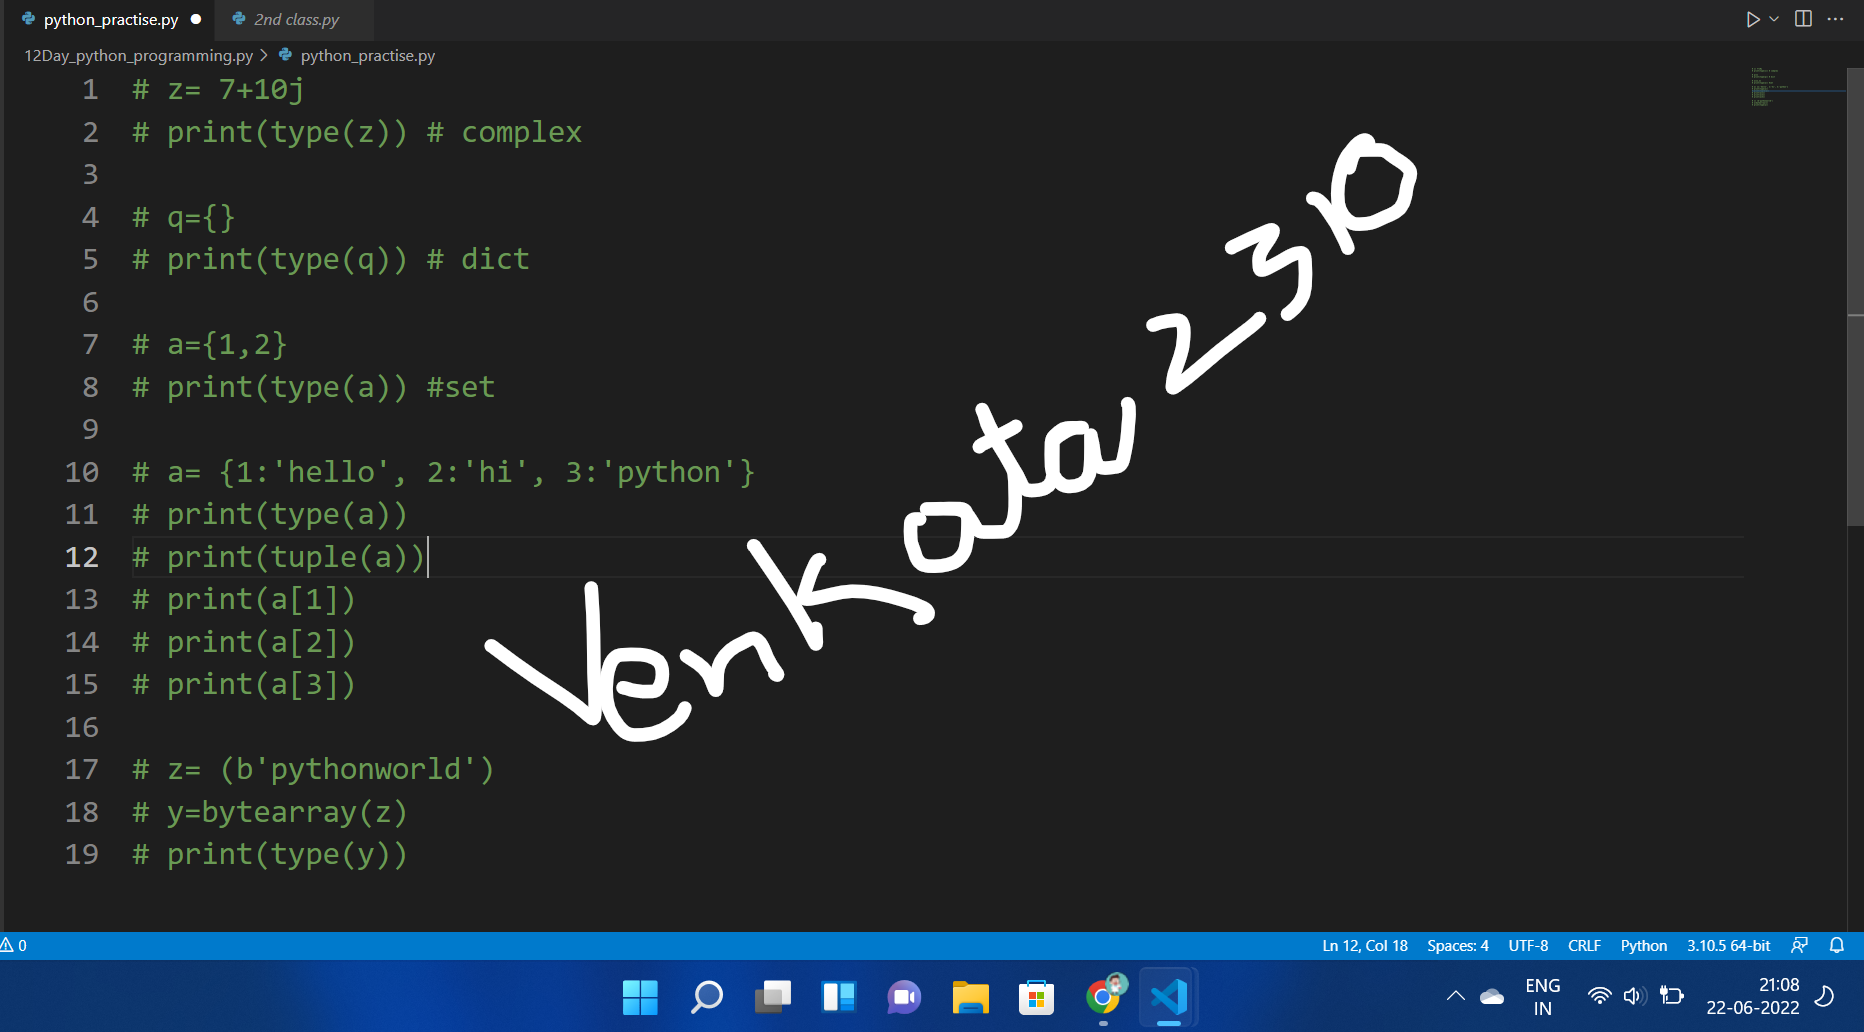 python_practise.py ● 2nd class.py
12Day_python_programming.py > python_practise.py
1 # z= 7+10j
2 # print(type(z)) # complex
3
4 # q={}
5 # print(type(q)) # dict
6
7 # a={1,2}
8 # print(type(a)) #set
9
10 # a= {1:'hello', 2:'hi', 3:'python'}
11 # print(type(a))
12 # print(tuple(a))
13 # print(a[1])
14 # print(a[2])
15 # print(a[3])
16
17 # z= (b'pythonworld')
18 # y=bytearray(z)
19 # print(type(y))
Venkata
0 Ln 12, Col 18 Spaces: 4 UTF-8 CRLF Python 3.10.5 64-bit
ENG 21:08
IN 22-06-2022